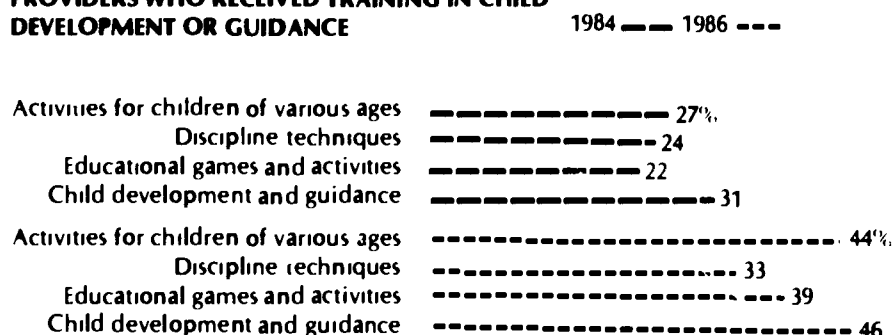 PROVIDERS WHO RECEIVED TRAINING IN CHILD
DEVELOPMENT OR GUIDANCE 1984 1986
Activities for children of various ages 27%
Discipline techniques 24
Educational games and activities 22
Child development and guidance 31
Activities for children of various ages 44%
Discipline techniques 33
Educational games and activities 39
Child development and guidance 46